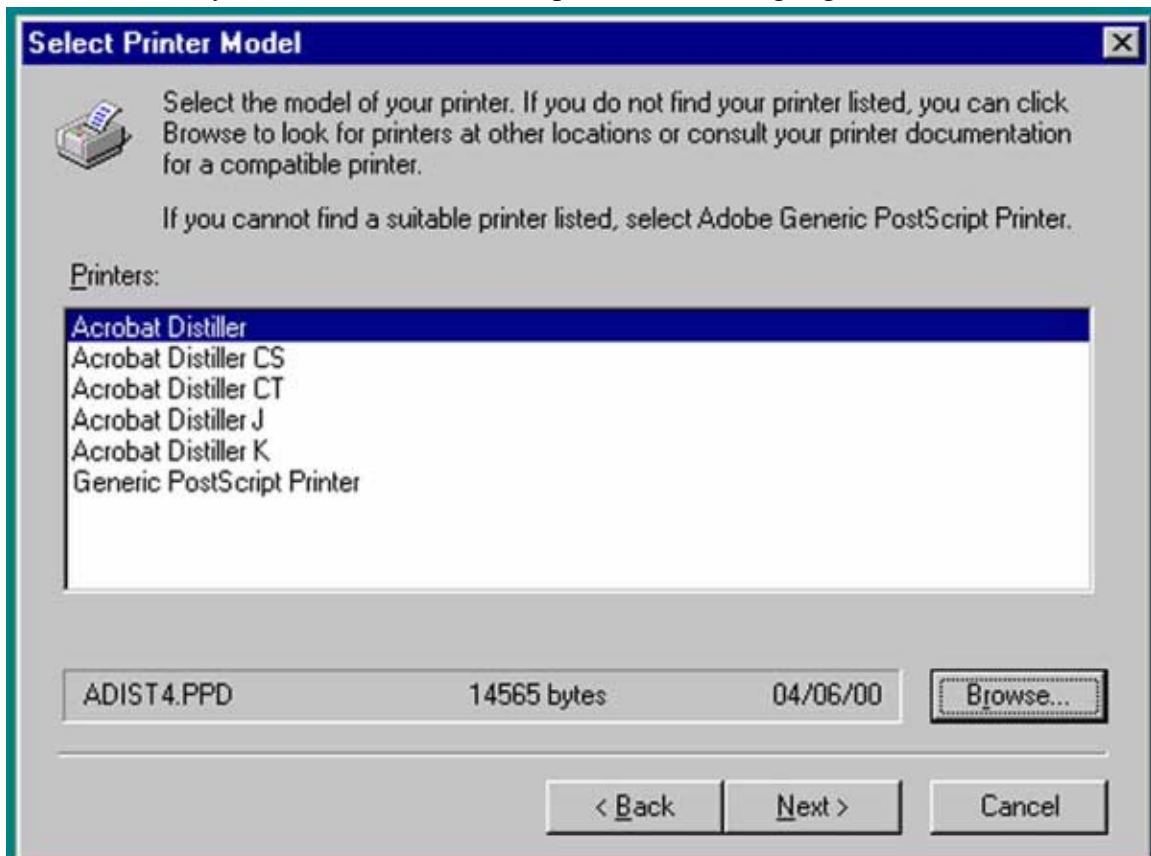 Select Printer Model
Select the model of your printer. If you do not find your printer listed, you can click
Browse to look for printers at other locations or consult your printer documentation
for a compatible printer.
If you cannot find a suitable printer listed, select Adobe Generic PostScript Printer.
Printers:
Acrobat Distiller
Acrobat Distiller CS
Acrobat Distiller CT
Acrobat Distiller J
Acrobat Distiller K
Generic PostScript Printer
ADIST4.PPD 14565 bytes 04/06/00 Browse...
< Back Next > Cancel